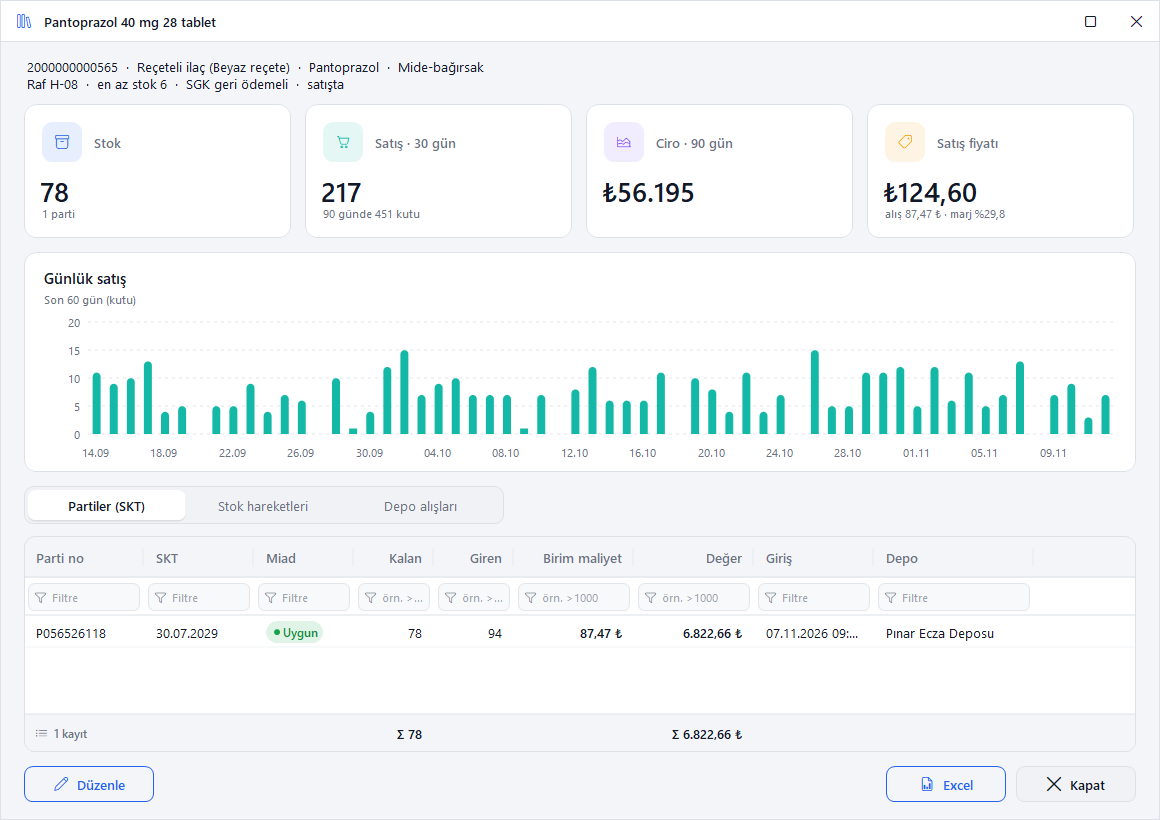 Pantoprazol 40 mg 28 tablet
2000000000565 · Reçeteli ilaç (Beyaz reçete) · Pantoprazol · Mide-bağırsak
Raf H-08 · en az stok 6 · SGK geri ödemeli · satışta
Stok
78
1 parti
Satış · 30 gün
217
90 günde 451 kutu
Ciro · 90 gün
₺56.195
Satış fiyatı
₺124,60
alış 87,47 ₺ · marj %29,8
Günlük satış
Son 60 gün (kutu)
20
15
10
5
0
14.09 18.09 22.09 26.09 30.09 04.10 08.10 12.10 16.10 20.10 24.10 28.10 01.11 05.11 09.11
Partiler (SKT) Stok hareketleri Depo alışları
Parti no SKT Miad Kalan Giren Birim maliyet Değer Giriş Depo
Filtre Filtre Filtre örn. >... örn. >... örn. >1000 örn. >1000 Filtre Filtre
P056526118 30.07.2029 Uygun 78 94 87,47 ₺ 6.822,66 ₺ 07.11.2026 09:... Pınar Ecza Deposu
1 kayıt Σ 78 Σ 6.822,66 ₺
Düzenle Excel Kapat